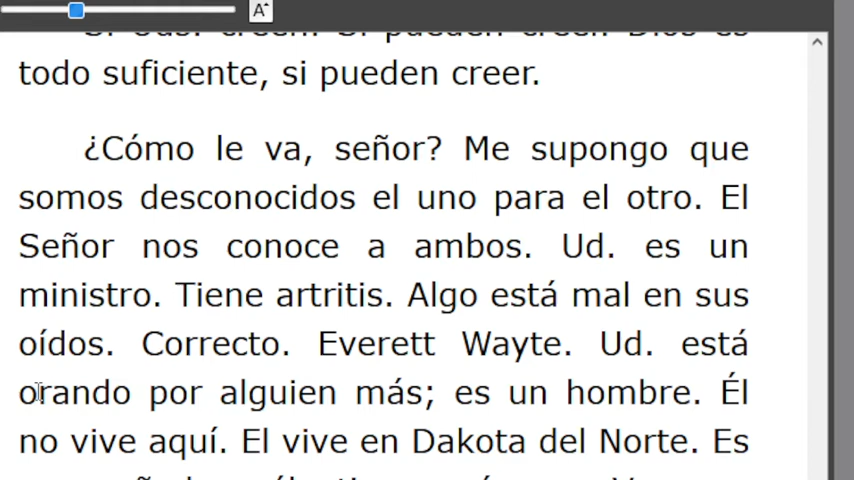 A
todo suficiente, si pueden creer.
¿Cómo le va, señor? Me supongo que
somos desconocidos el uno para el otro. El
Señor nos conoce a ambos. Ud. es un
ministro. Tiene artritis. Algo está mal en sus
oídos. Correcto. Everett Wayte. Ud. está
orando por alguien más; es un hombre. Él
no vive aquí. El vive en Dakota del Norte. Es